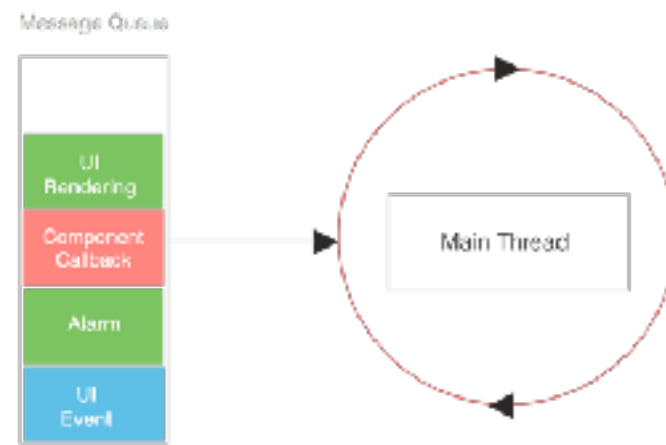 Message Queue
UI
Rendering
Component
Callback
Alarm
UI
Event
Main Thread